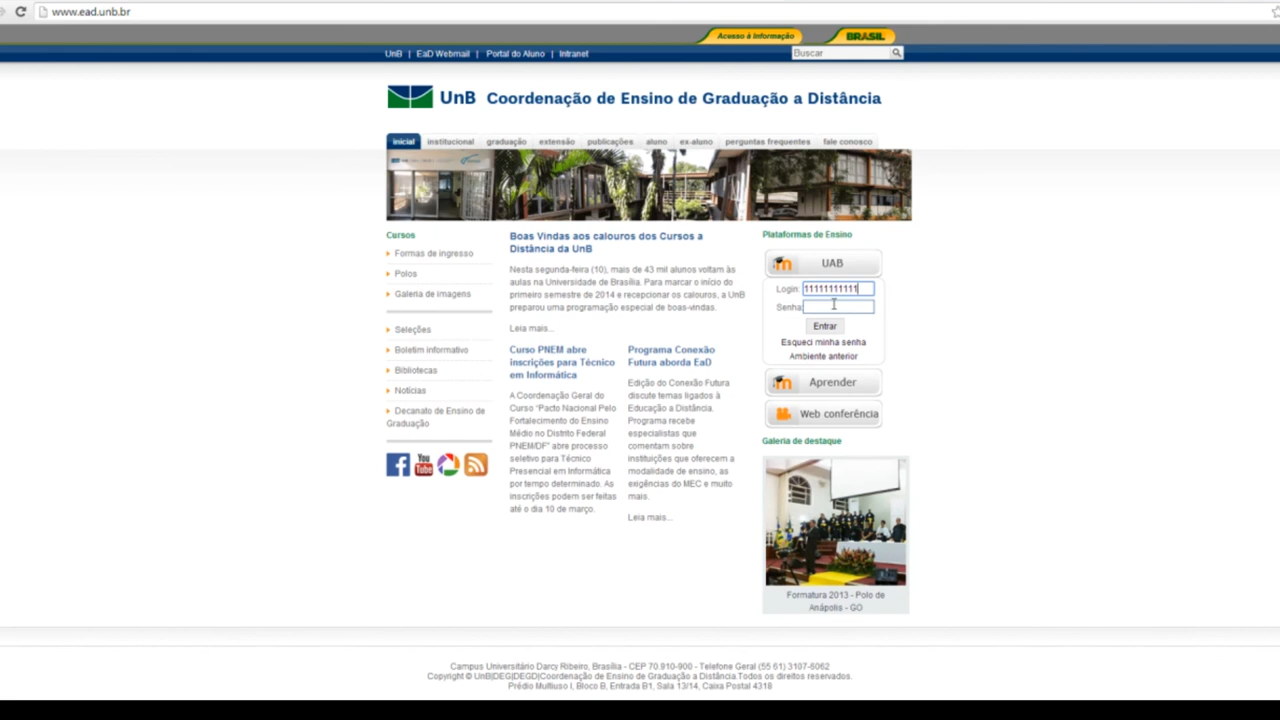 www.ead.unb.br
Acesso à Informação
BRASIL
UnB | EaD Webmail | Portal do Aluno | Intranet
Buscar
UnB Coordenação de Ensino de Graduação a Distância
inicial institucional graduação extensão publicações aluno ex-aluno perguntas frequentes fale conosco
Cursos
Formas de ingresso
Polos
Galeria de imagens
Seleções
Boletim informativo
Bibliotecas
Notícias
Decanato de Ensino de
Graduação
You
Tube
Boas Vindas aos calouros dos Cursos a
Distância da UnB
Nesta segunda-feira (10), mais de 43 mil alunos voltam às
aulas na Universidade de Brasília. Para marcar o início do
primeiro semestre de 2014 e recepcionar os calouros, a UnB
preparou uma programação especial de boas-vindas.
Leia mais...
Curso PNEM abre
inscrições para Técnico
em Informática
A Coordenação Geral do
Curso "Pacto Nacional Pelo
Fortalecimento do Ensino
Médio no Distrito Federal
PNEM/DF" abre processo
seletivo para Técnico
Presencial em Informática
por tempo determinado. As
inscrições podem ser feitas
até o dia 10 de março.
Programa Conexão
Futura aborda EaD
Edição do Conexão Futura
discute temas ligados à
Educação a Distância.
Programa recebe
especialistas que
comentam sobre
instituições que oferecem a
modalidade de ensino, as
exigências do MEC e muito
mais.
Leia mais...
Plataformas de Ensino
UAB
Login: 11111111111
Senha:
Entrar
Esqueci minha senha
Ambiente anterior
Aprender
Web conferência
Galeria de destaque
Formatura 2013 - Polo de
Anápolis - GO
Campus Universitário Darcy Ribeiro, Brasília - CEP 70.910-900 - Telefone Geral (55 61) 3107-6062
Copyright © UnB|DEG|DEGD|Coordenação de Ensino de Graduação a Distância.Todos os direitos reservados.
Prédio Multiuso I, Bloco B, Entrada B1, Sala 13/14, Caixa Postal 4318